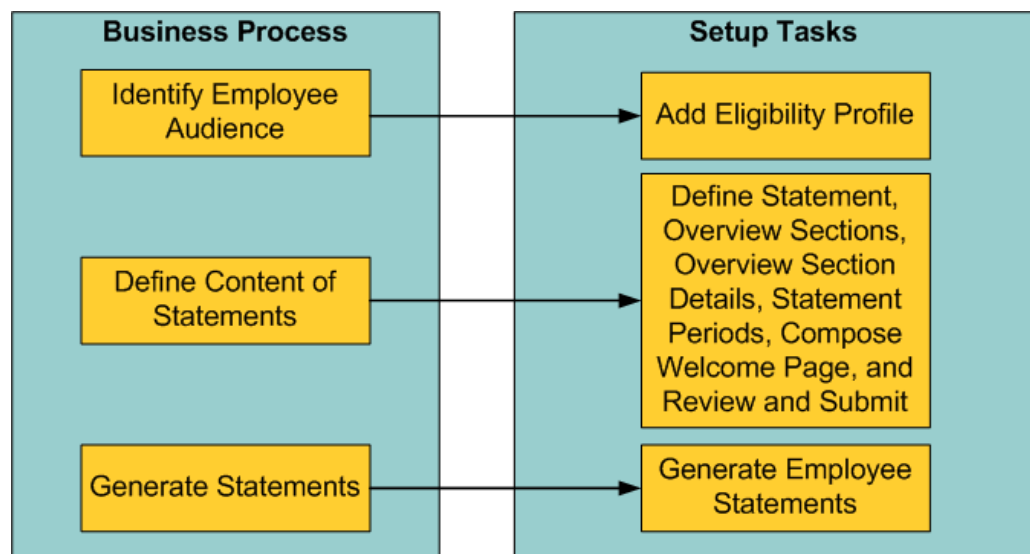 Business Process
Identify Employee
Audience
Define Content of
Statements
Generate Statements
Setup Tasks
Add Eligibility Profile
Define Statement,
Overview Sections,
Overview Section
Details, Statement
Periods, Compose
Welcome Page, and
Review and Submit
Generate Employee
Statements